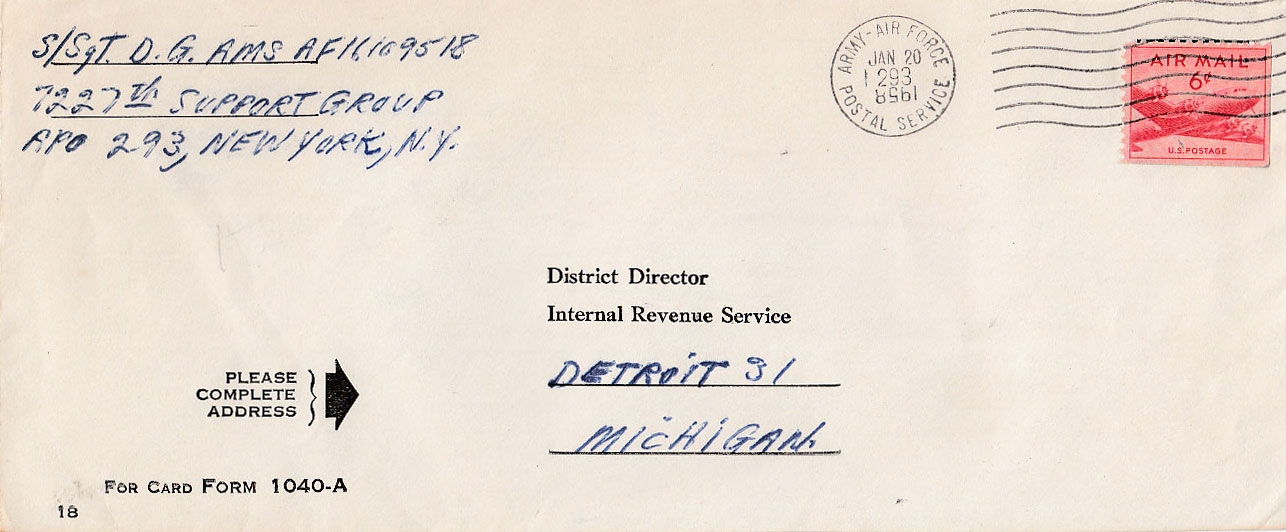 S/Sgt. D. G. AMS AF16109518
7227th SUPPORT GROUP
APO 293, NEW YORK, N.Y.
ARMY-AIR FORCE
JAN 20
1 293
1958
POSTAL SERVICE
AIR MAIL
6¢
U.S. POSTAGE
District Director
Internal Revenue Service
DETROIT 31
MICHIGAN.
PLEASE
COMPLETE
ADDRESS
FOR CARD FORM 1040-A
18